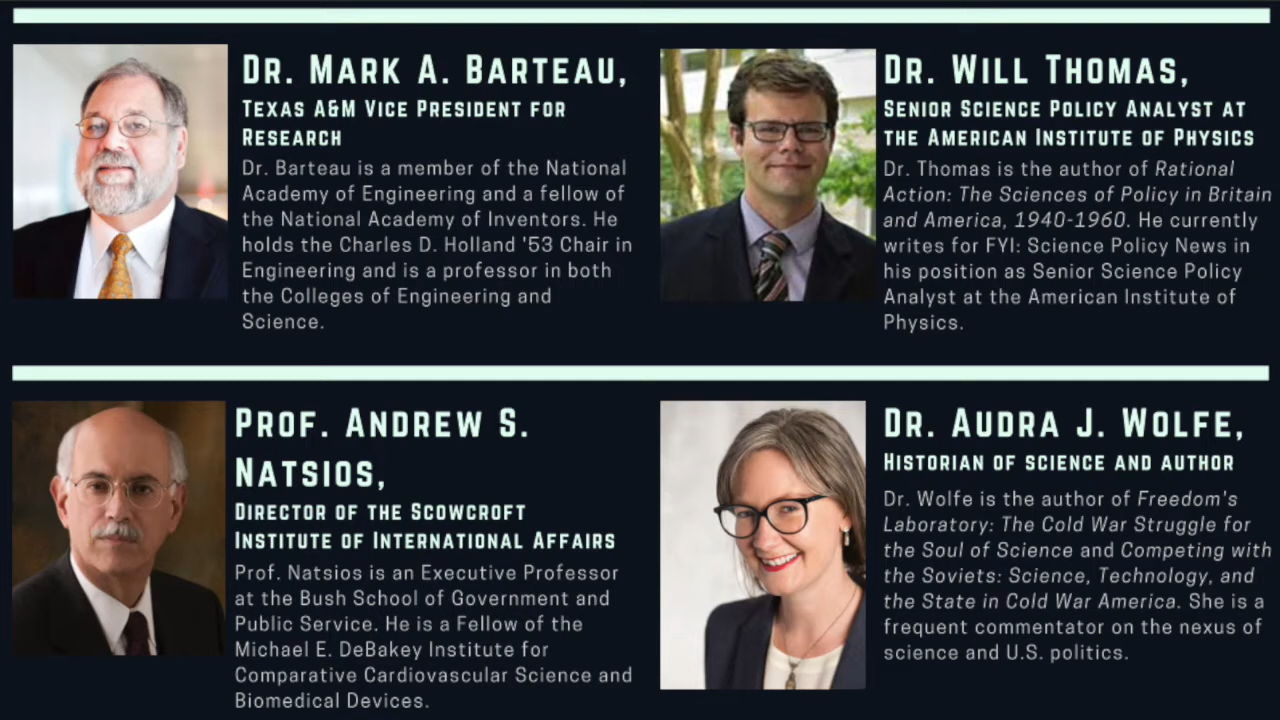 Dr. Mark A. Barteau,
Texas A&M Vice President for
Research
Dr. Barteau is a member of the National
Academy of Engineering and a fellow of
the National Academy of Inventors. He
holds the Charles D. Holland '53 Chair in
Engineering and is a professor in both
the Colleges of Engineering and
Science.
Dr. Will Thomas,
Senior Science Policy Analyst at
the American Institute of Physics
Dr. Thomas is the author of Rational
Action: The Sciences of Policy in Britain
and America, 1940-1960. He currently
writes for FYI: Science Policy News in
his position as Senior Science Policy
Analyst at the American Institute of
Physics.
Prof. Andrew S.
Natsios,
Director of the Scowcroft
Institute of International Affairs
Prof. Natsios is an Executive Professor
at the Bush School of Government and
Public Service. He is a Fellow of the
Michael E. DeBakey Institute for
Comparative Cardiovascular Science and
Biomedical Devices.
Dr. Audra J. Wolfe,
Historian of science and author
Dr. Wolfe is the author of Freedom's
Laboratory: The Cold War Struggle for
the Soul of Science and Competing with
the Soviets: Science, Technology, and
the State in Cold War America. She is a
frequent commentator on the nexus of
science and U.S. politics.